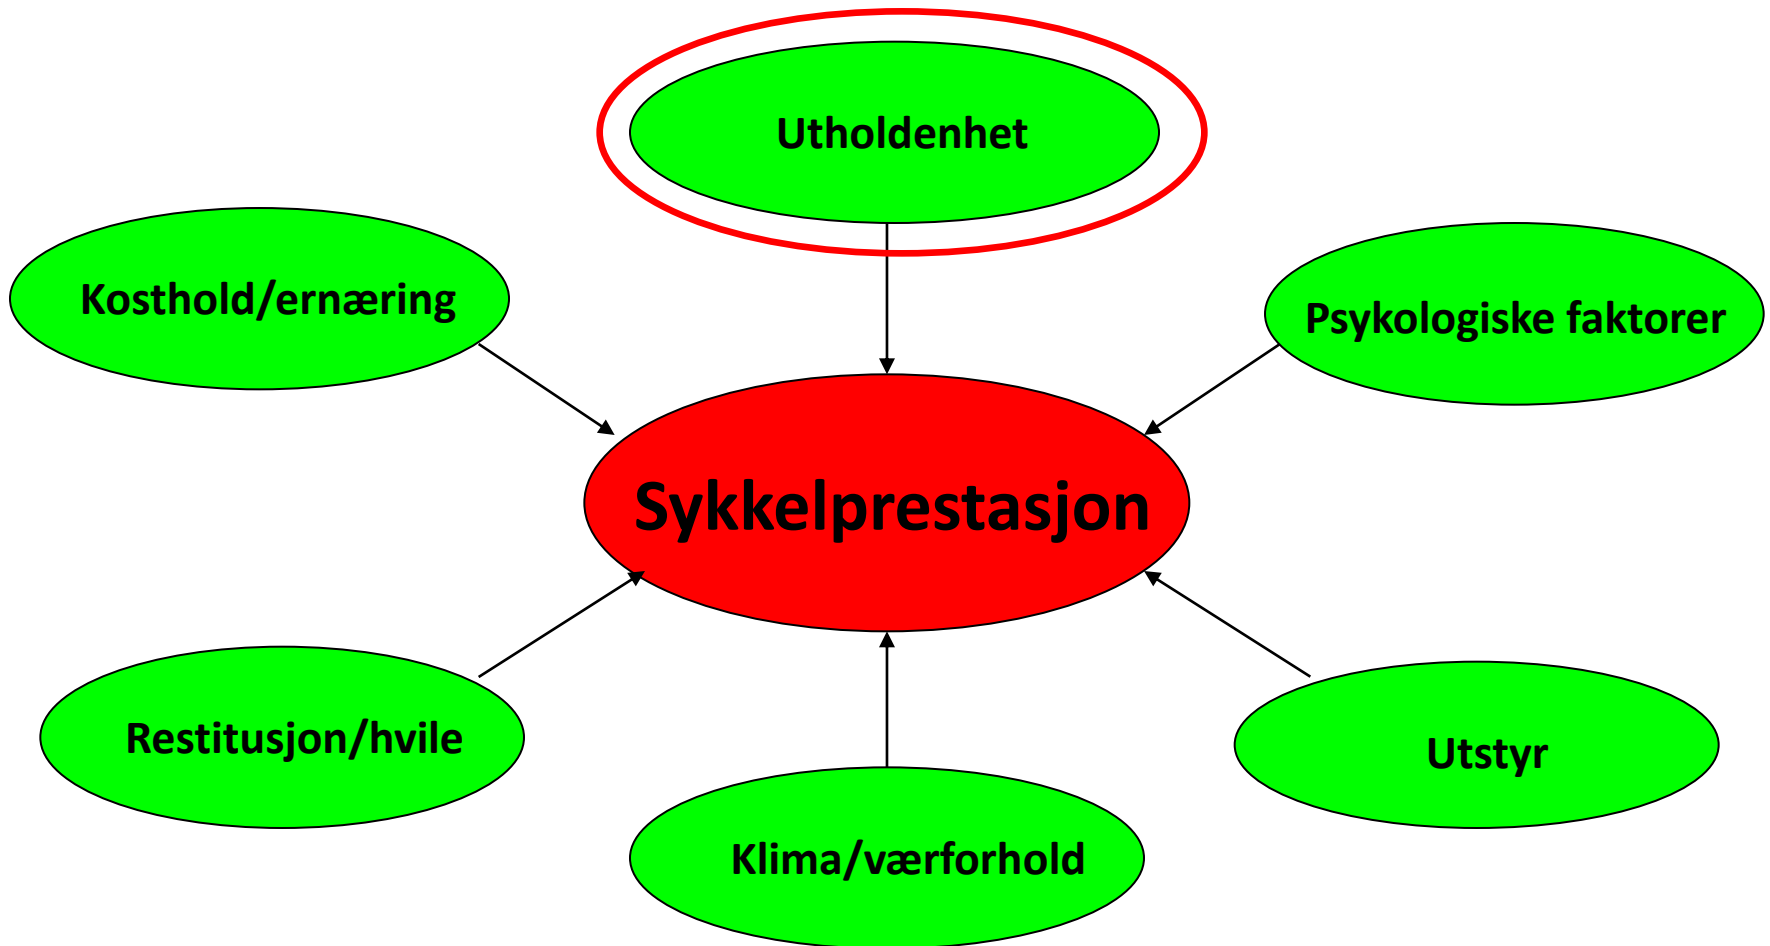 Utholdenhet
Kosthold/ernæring
Psykologiske faktorer
Sykkelprestasjon
Restitusjon/hvile
Utstyr
Klima/værforhold